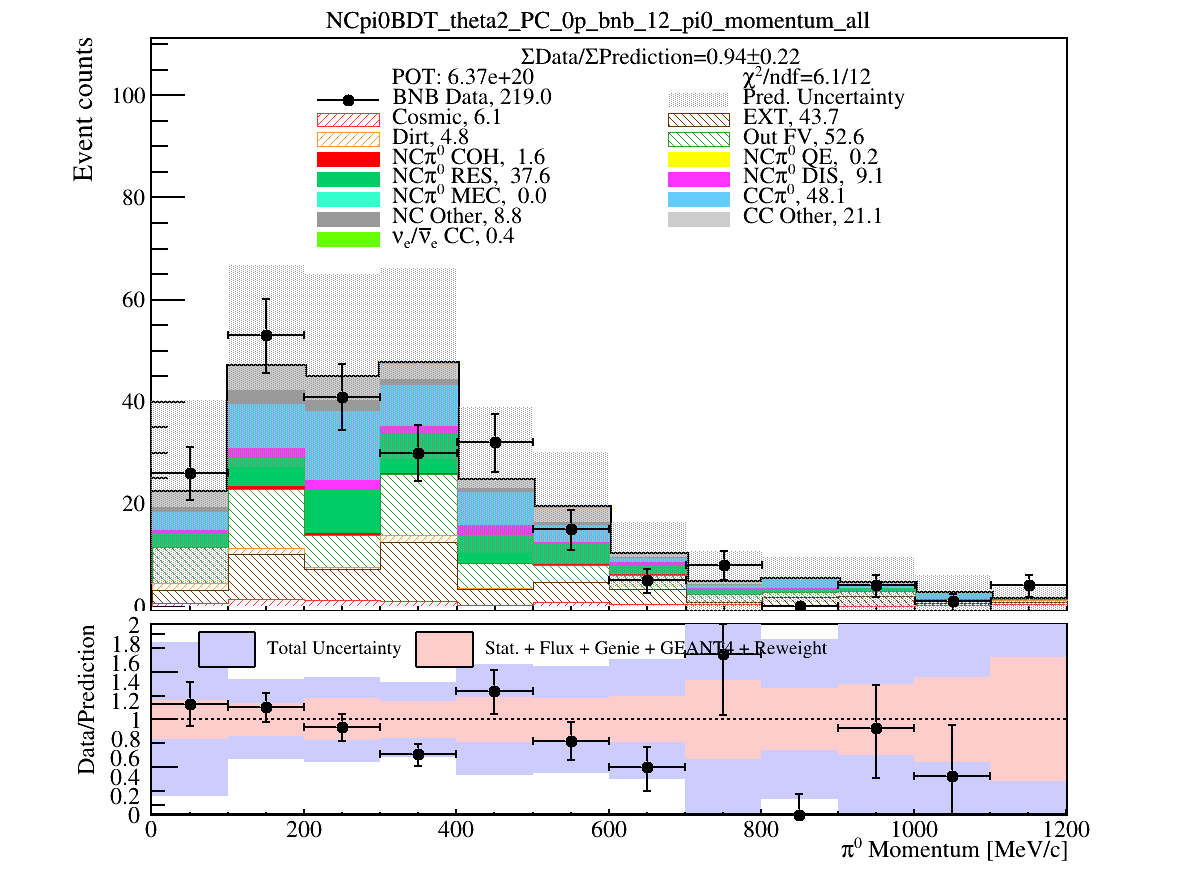 NCpi0BDT_theta2_PC_0p_bnb_12_pi0_momentum_all
ΣData/ΣPrediction=0.94±0.22
POT: 6.37e+20
χ²/ndf=6.1/12
BNB Data, 219.0
Pred. Uncertainty
Cosmic, 6.1
EXT, 43.7
Dirt, 4.8
Out FV, 52.6
NCπ⁰ COH, 1.6
NCπ⁰ QE, 0.2
NCπ⁰ RES, 37.6
NCπ⁰ DIS, 9.1
NCπ⁰ MEC, 0.0
CCπ⁰, 48.1
NC Other, 8.8
CC Other, 21.1
νₑ/ν̅ₑ CC, 0.4
Event counts
100
80
60
40
20
0
Total Uncertainty
Stat. + Flux + Genie + GEANT4 + Reweight
Data/Prediction
2
1.8
1.6
1.4
1.2
1
0.8
0.6
0.4
0.2
0
0 200 400 600 800 1000 1200
π⁰ Momentum [MeV/c]